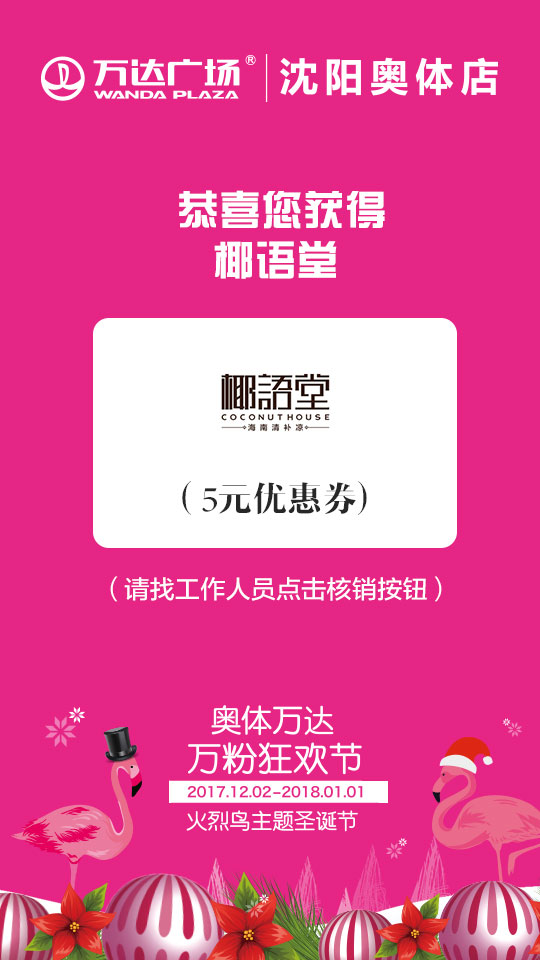 万达广场® 沈阳奥体店
WANDA PLAZA
恭喜您获得
椰语堂
椰語堂
COCONUTHOUSE
海南清补凉
（5元优惠券）
（请找工作人员点击核销按钮）
奥体万达
万粉狂欢节
2017.12.02-2018.01.01
火烈鸟主题圣诞节